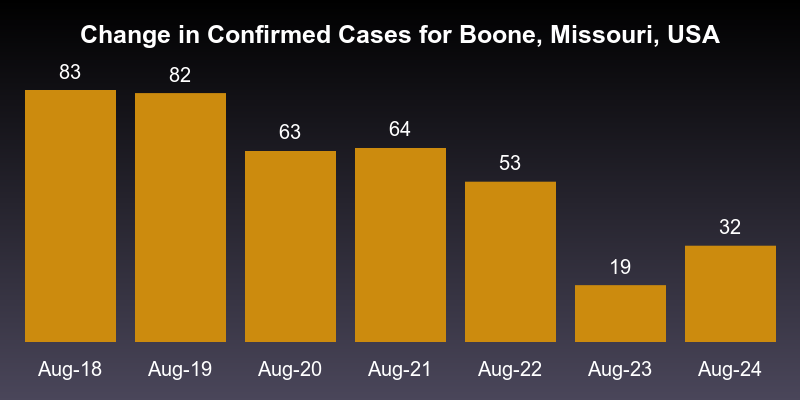 Change in Confirmed Cases for Boone, Missouri, USA
83 82 63 64 53 19 32
Aug-18 Aug-19 Aug-20 Aug-21 Aug-22 Aug-23 Aug-24